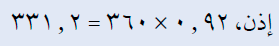 إذن، ٠,٩٢ × ٣٦٠ = ٣٣١,٢